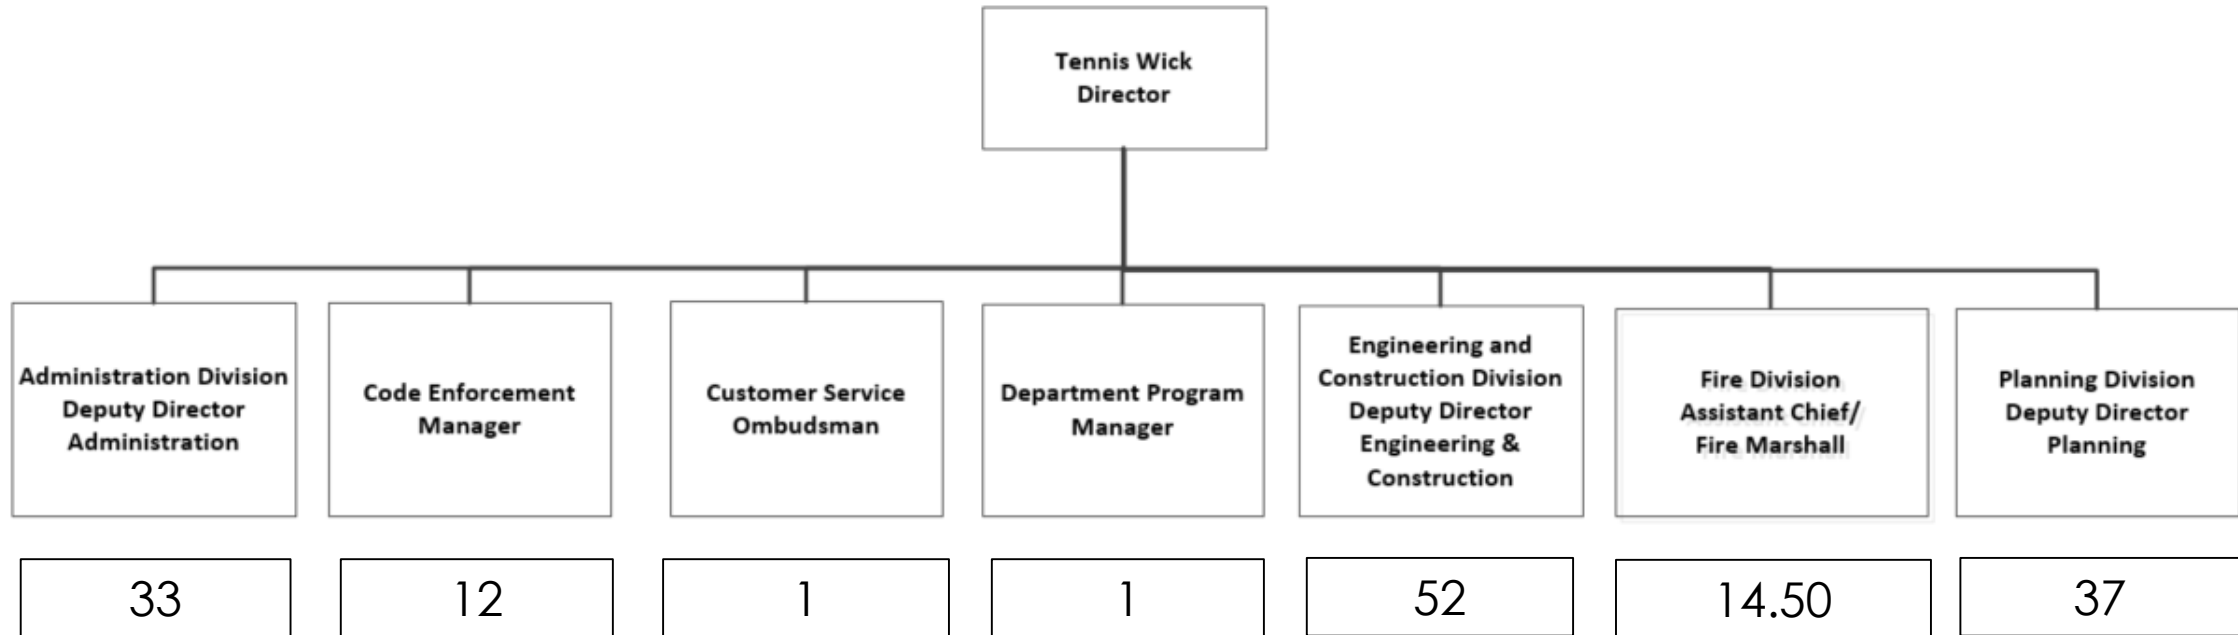 Tennis Wick
Director
Administration Division
Deputy Director
Administration
Code Enforcement
Manager
Customer Service
Ombudsman
Department Program
Manager
Engineering and
Construction Division
Deputy Director
Engineering &
Construction
Fire Division
Assistant Chief/
Fire Marshall
Planning Division
Deputy Director
Planning
33
12
1
1
52
14.50
37